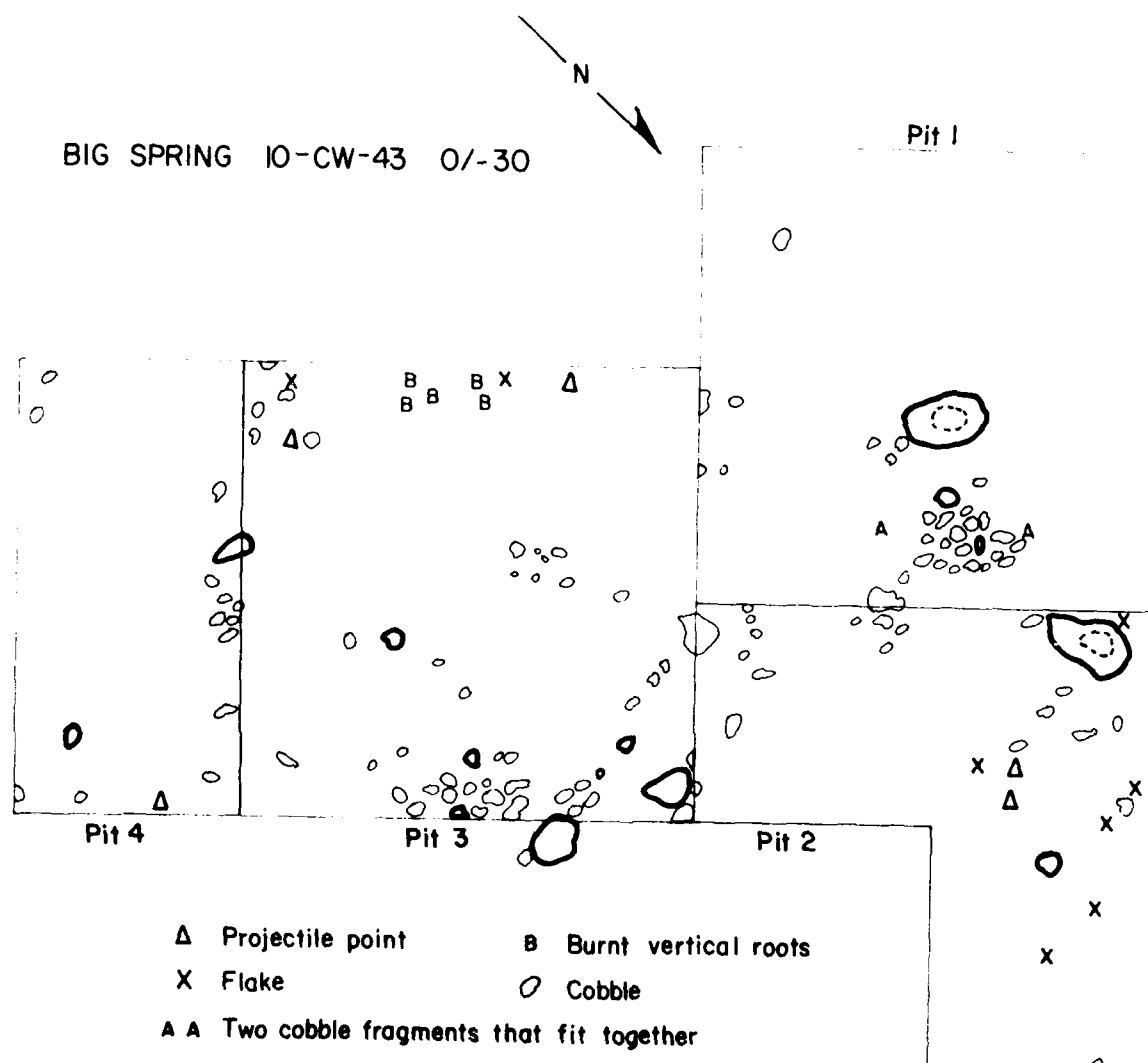 N
BIG SPRING 10-CW-43 0/-30
Pit 1
X B B X Δ
B B B
Δ
A A
X
X Δ X
Δ Δ
X
Pit 4 Pit 3 Pit 2
X
X
Δ Projectile point B Burnt vertical roots
X Flake Cobble
A A Two cobble fragments that fit together